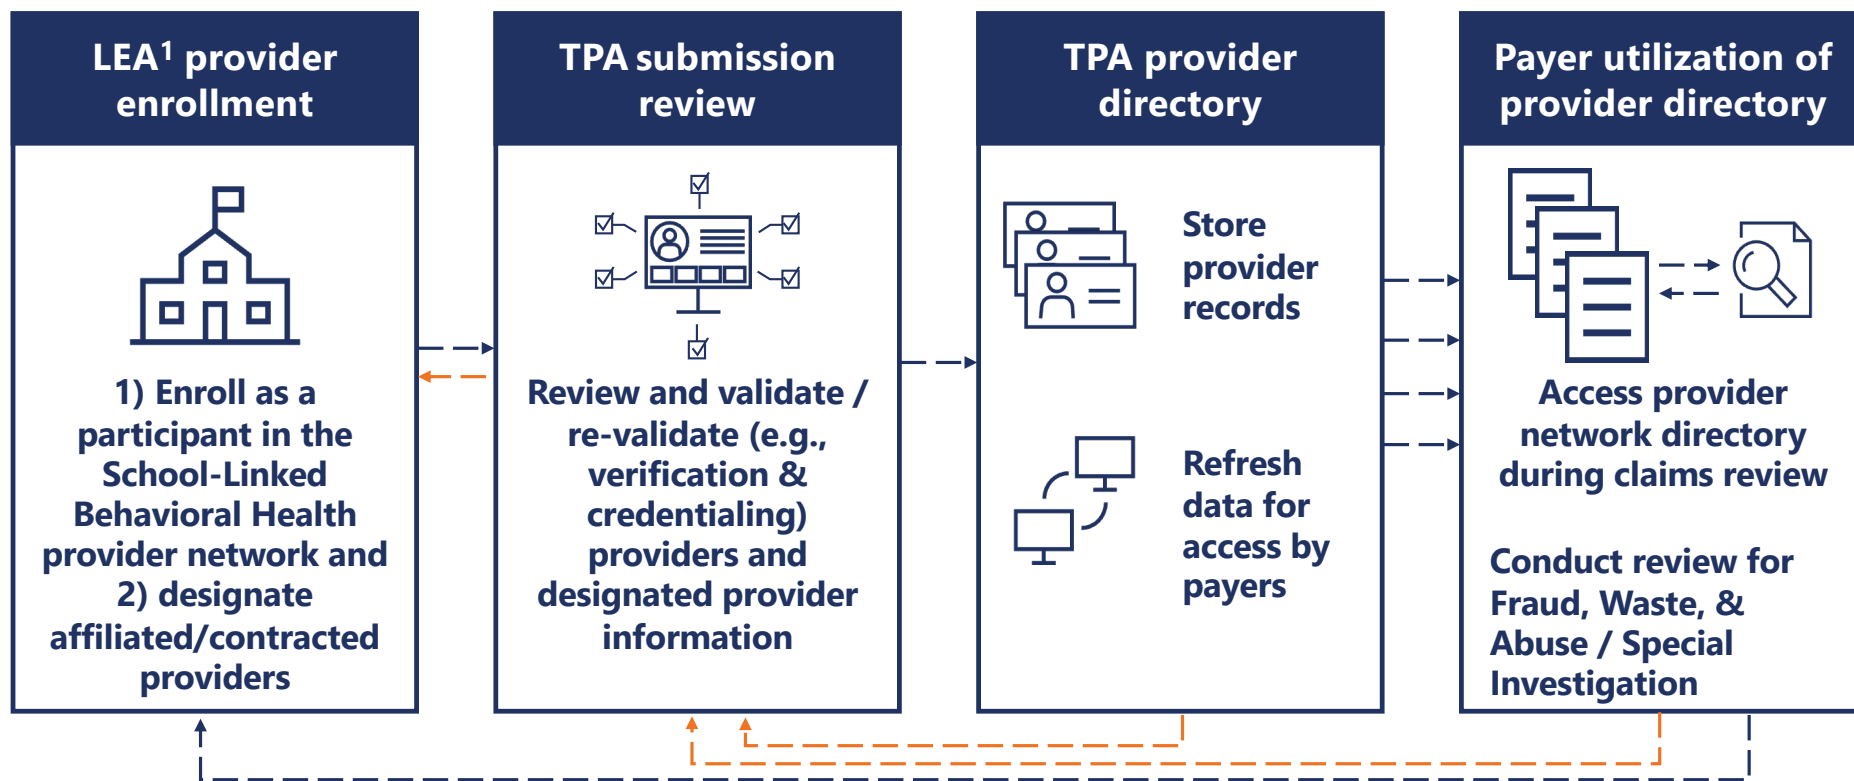 LEA¹ provider
enrollment
1) Enroll as a
participant in the
School-Linked
Behavioral Health
provider network and
2) designate
affiliated/contracted
providers
TPA submission
review
Review and validate /
re-validate (e.g.,
verification &
credentialing)
providers and
designated provider
information
TPA provider
directory
Store
provider
records
Refresh
data for
access by
payers
Payer utilization of
provider directory
Access provider
network directory
during claims review
Conduct review for
Fraud, Waste, &
Abuse / Special
Investigation